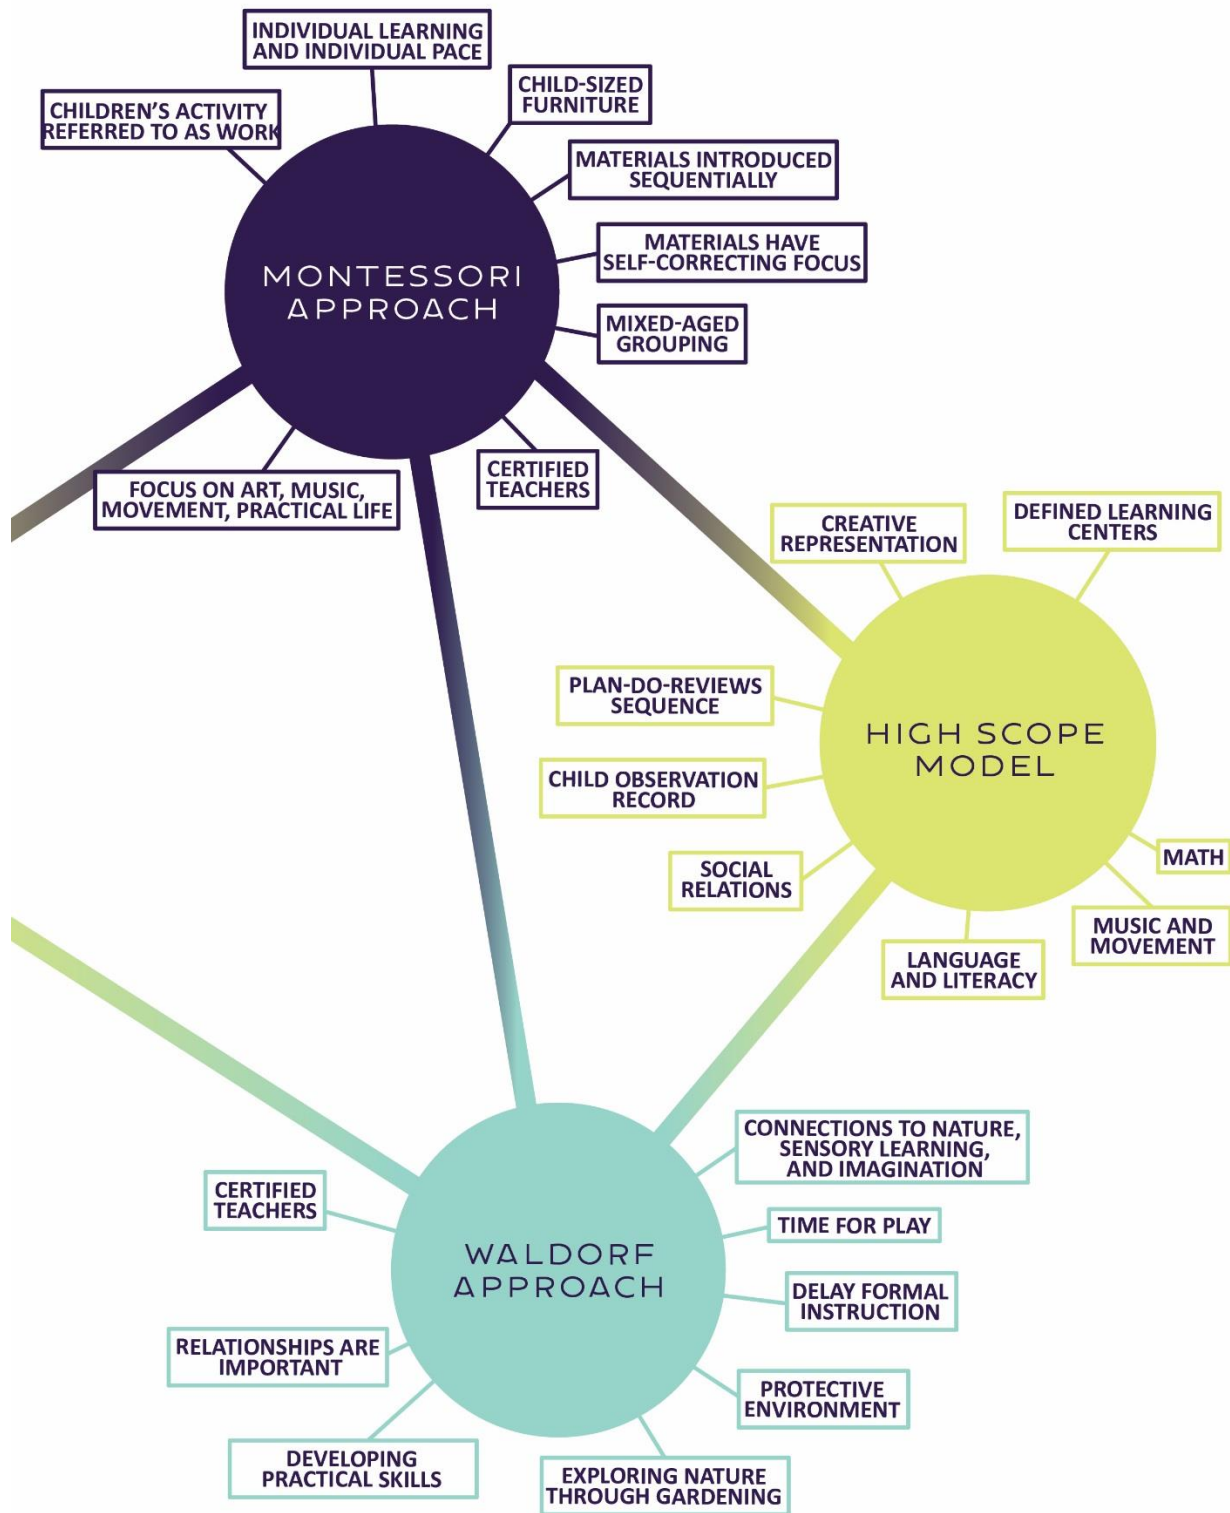 INDIVIDUAL LEARNING
AND INDIVIDUAL PACE
CHILD-SIZED
FURNITURE
CHILDREN'S ACTIVITY
REFERRED TO AS WORK
MATERIALS INTRODUCED
SEQUENTIALLY
MATERIALS HAVE
SELF-CORRECTING FOCUS
MONTESSORI
APPROACH
MIXED-AGED
GROUPING
CERTIFIED
TEACHERS
FOCUS ON ART, MUSIC,
MOVEMENT, PRACTICAL LIFE
CREATIVE
REPRESENTATION
DEFINED LEARNING
CENTERS
PLAN-DO-REVIEWS
SEQUENCE
HIGH SCOPE
MODEL
CHILD OBSERVATION
RECORD
SOCIAL
RELATIONS
MATH
MUSIC AND
MOVEMENT
LANGUAGE
AND LITERACY
CONNECTIONS TO NATURE,
SENSORY LEARNING,
AND IMAGINATION
CERTIFIED
TEACHERS
TIME FOR PLAY
WALDORF
APPROACH
DELAY FORMAL
INSTRUCTION
RELATIONSHIPS ARE
IMPORTANT
PROTECTIVE
ENVIRONMENT
DEVELOPING
PRACTICAL SKILLS
EXPLORING NATURE
THROUGH GARDENING